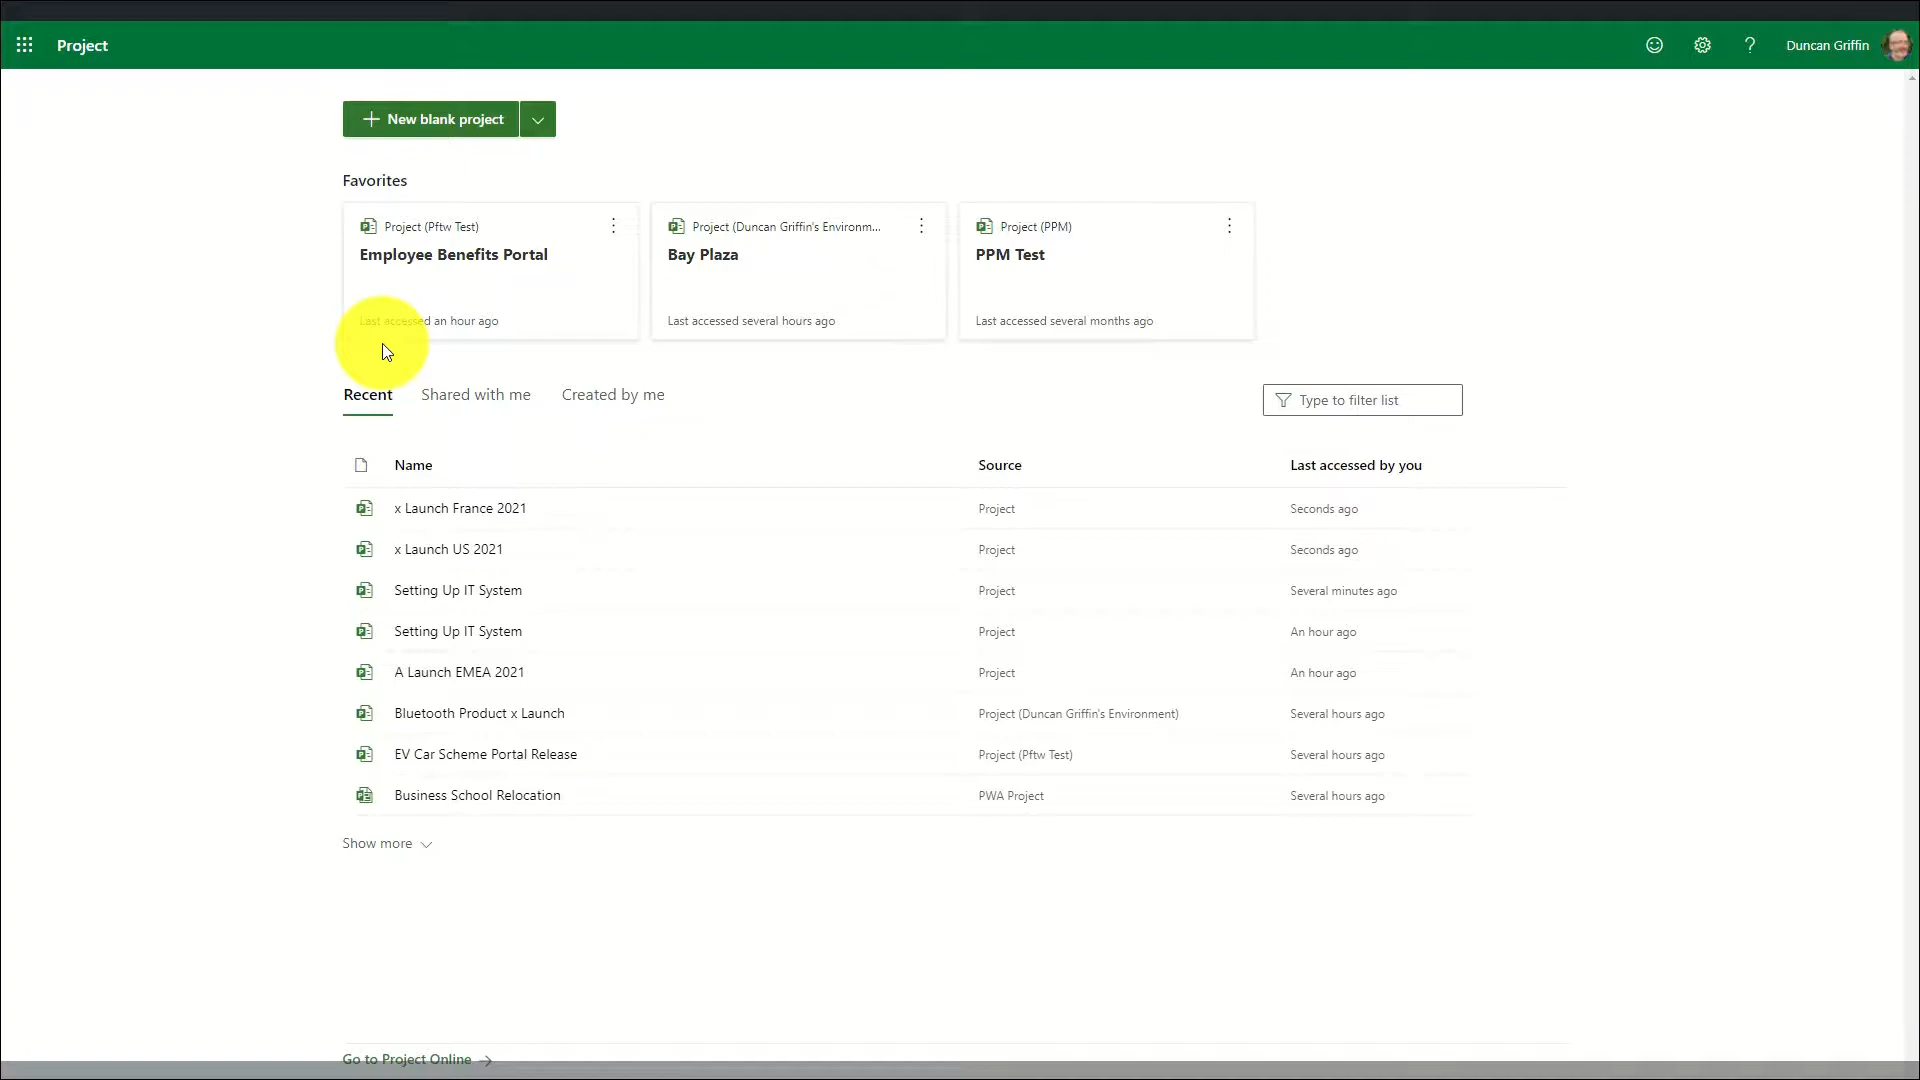 Project
Duncan Griffin
New blank project
Favorites
Project (Pftw Test)
Employee Benefits Portal
Last accessed an hour ago
Project (Duncan Griffin's Environm...
Bay Plaza
Last accessed several hours ago
Project (PPM)
PPM Test
Last accessed several months ago
Recent Shared with me Created by me
Type to filter list
Name Source Last accessed by you
x Launch France 2021 Project Seconds ago
x Launch US 2021 Project Seconds ago
Setting Up IT System Project Several minutes ago
Setting Up IT System Project An hour ago
A Launch EMEA 2021 Project An hour ago
Bluetooth Product x Launch Project (Duncan Griffin's Environment) Several hours ago
EV Car Scheme Portal Release Project (Pftw Test) Several hours ago
Business School Relocation PWA Project Several hours ago
Show more
Go to Project Online